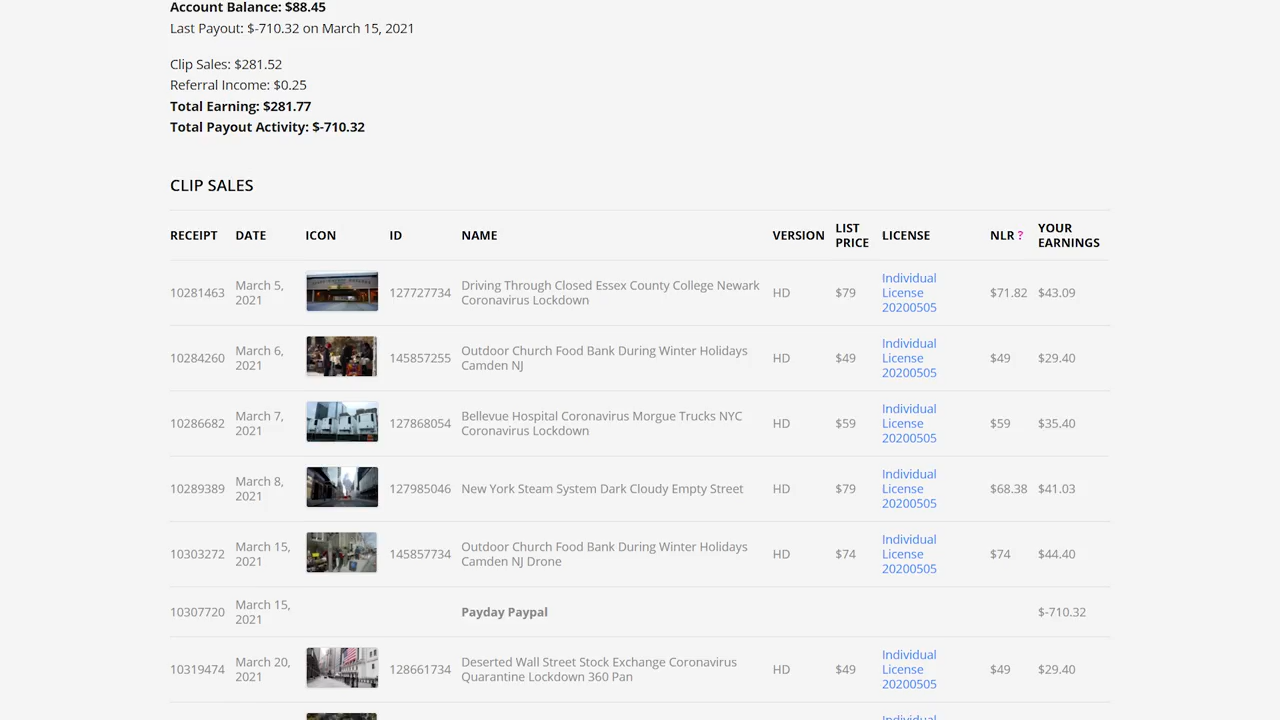 Account Balance: $88.45
Last Payout: $-710.32 on March 15, 2021
Clip Sales: $281.52
Referral Income: $0.25
Total Earning: $281.77
Total Payout Activity: $-710.32
CLIP SALES
RECEIPT DATE ICON ID NAME VERSION LIST PRICE LICENSE NLR ? YOUR EARNINGS
10281463 March 5, 2021 127727734 Driving Through Closed Essex County College Newark Coronavirus Lockdown HD $79 Individual License 20200505 $71.82 $43.09
10284260 March 6, 2021 145857255 Outdoor Church Food Bank During Winter Holidays Camden NJ HD $49 Individual License 20200505 $49 $29.40
10286682 March 7, 2021 127868054 Bellevue Hospital Coronavirus Morgue Trucks NYC Coronavirus Lockdown HD $59 Individual License 20200505 $59 $35.40
10289389 March 8, 2021 127985046 New York Steam System Dark Cloudy Empty Street HD $79 Individual License 20200505 $68.38 $41.03
10303272 March 15, 2021 145857734 Outdoor Church Food Bank During Winter Holidays Camden NJ Drone HD $74 Individual License 20200505 $74 $44.40
10307720 March 15, 2021 Payday Paypal $-710.32
10319474 March 20, 2021 128661734 Deserted Wall Street Stock Exchange Coronavirus Quarantine Lockdown 360 Pan HD $49 Individual License 20200505 $49 $29.40